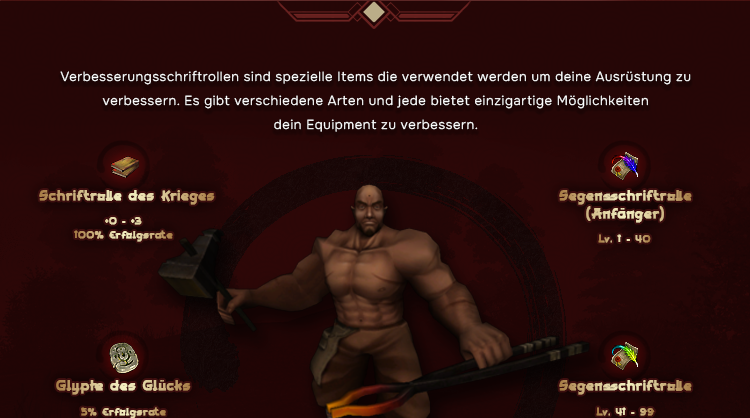 Verbesserungsschriftrollen sind spezielle Items die verwendet werden um deine Ausrüstung zu
verbessern. Es gibt verschiedene Arten und jede bietet einzigartige Möglichkeiten
dein Equipment zu verbessern.
Schriftrolle des Krieges
+0 - +3
100% Erfolgsrate
Segensschriftrolle
(Anfänger)
Lv. 1 - 40
Glyphe des Glücks
5% Erfolgsrate
Segensschriftrolle
Lv. 41 - 99